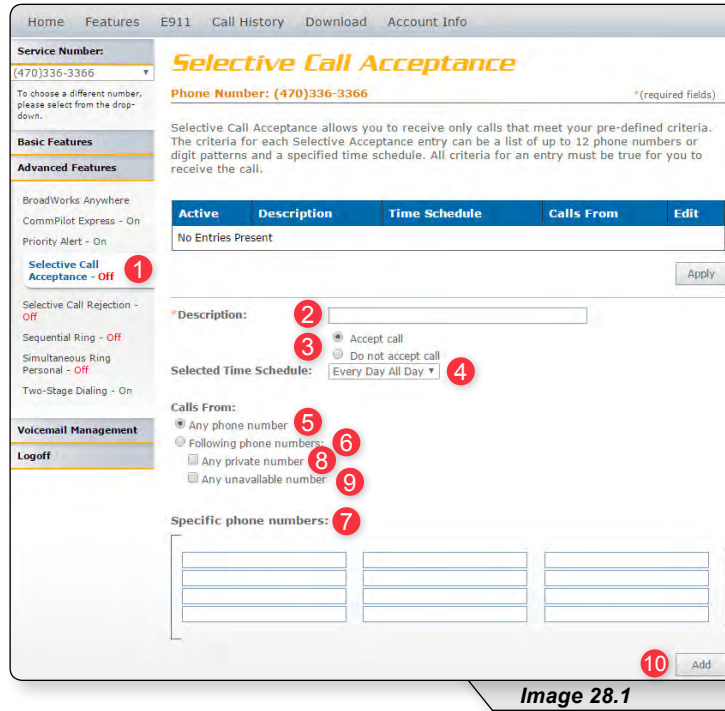 Home Features E911 Call History Download Account Info
Service Number:
(470)336-3366
To choose a different number,
please select from the drop-
down.
Basic Features
Advanced Features
BroadWorks Anywhere
CommPilot Express - On
Priority Alert - On
Selective Call
Acceptance - Off 1
Selective Call Rejection -
Off
Sequential Ring - Off
Simultaneous Ring
Personal - Off
Two-Stage Dialing - On
Voicemail Management
Logoff
Selective Call Acceptance
Phone Number: (470)336-3366 *(required fields)
Selective Call Acceptance allows you to receive only calls that meet your pre-defined criteria.
The criteria for each Selective Acceptance entry can be a list of up to 12 phone numbers or
digit patterns and a specified time schedule. All criteria for an entry must be true for you to
receive the call.
Active Description Time Schedule Calls From Edit
No Entries Present
Apply
*Description: 2
3 Accept call
Do not accept call
Selected Time Schedule: Every Day All Day 4
Calls From:
Any phone number 5
Following phone numbers: 6
Any private number 8
Any unavailable number 9
Specific phone numbers: 7
10 Add
Image 28.1